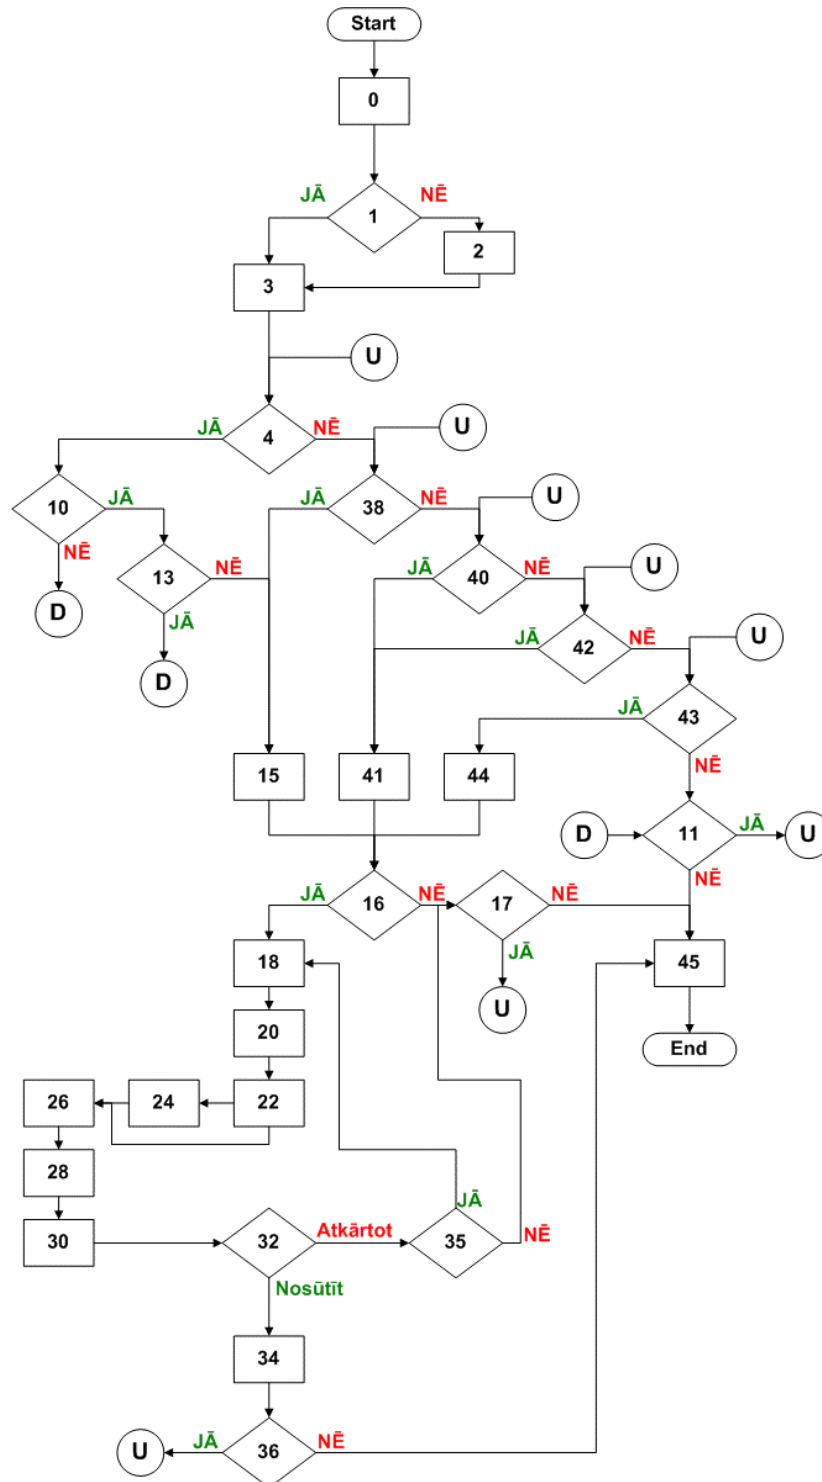 Start
0
JĀ NĒ
1
2
3
U
JĀ 4 NĒ U
10 JĀ JĀ 38 NĒ U
NĒ 13 NĒ JĀ 40 NĒ U
D JĀ JĀ 42 NĒ U
D JĀ 43
NĒ
15 41 44
D 11 JĀ U
NĒ
JĀ 16 NĒ 17 NĒ
JĀ
18 45
U
20
End
26 24 22
28
JĀ
30 32 Atkārtot 35 NĒ
Nosūtīt
34
U JĀ 36 NĒ